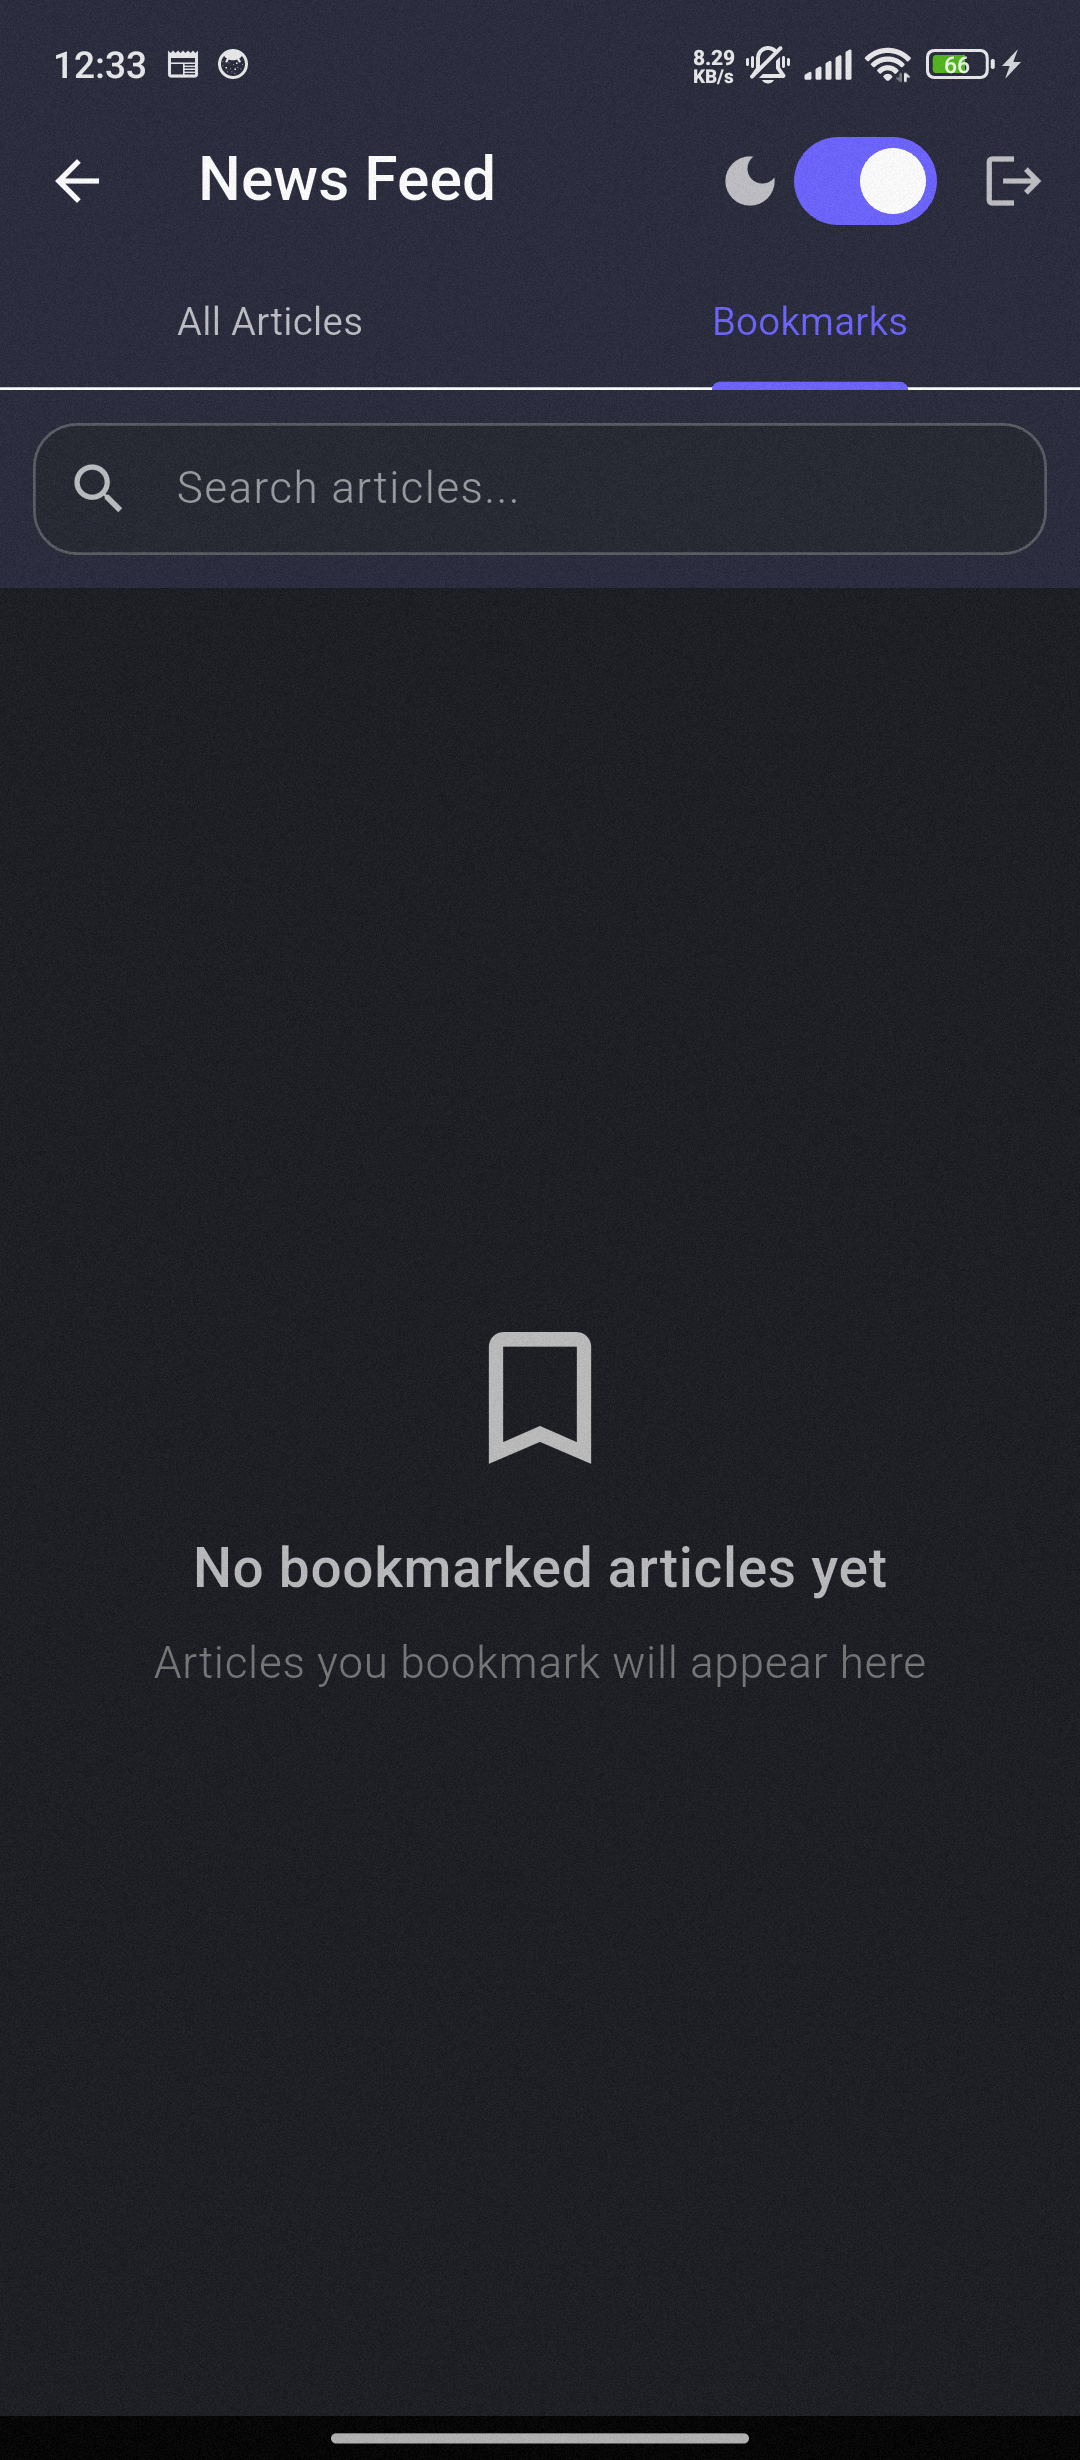 12:33
8.29
KB/s
66
News Feed
All Articles
Bookmarks
Search articles...
No bookmarked articles yet
Articles you bookmark will appear here